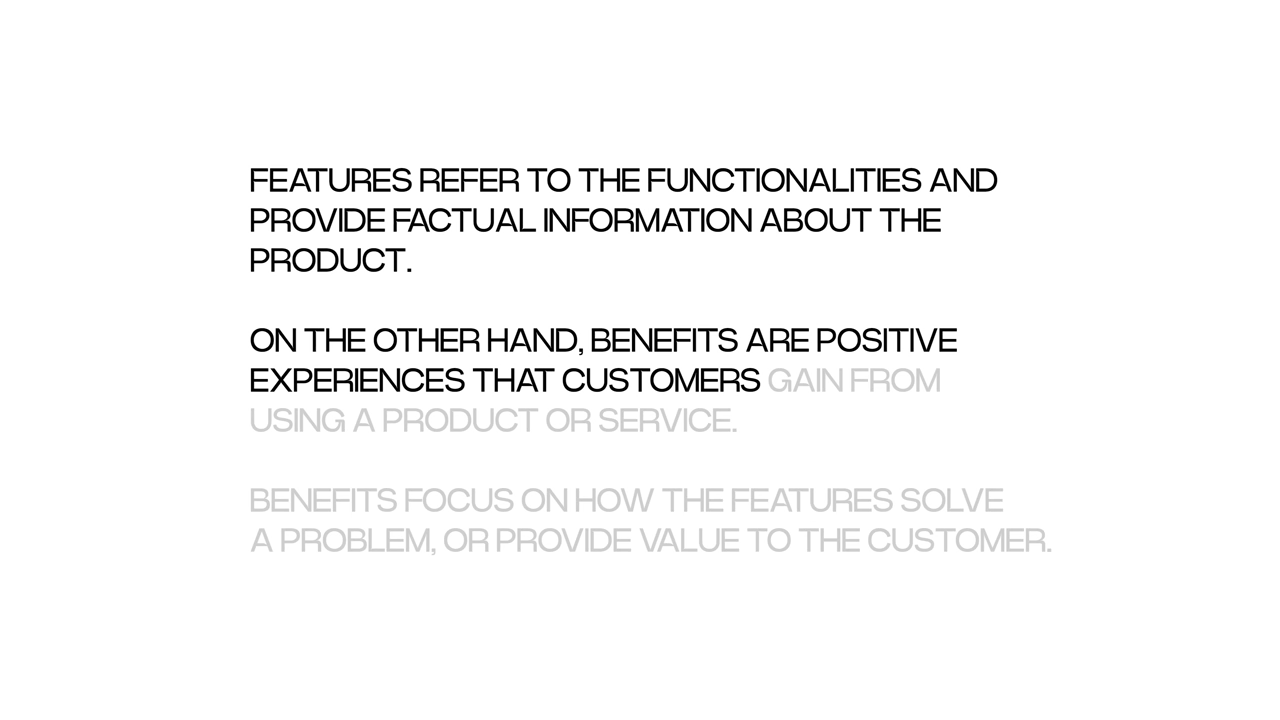 FEATURES REFER TO THE FUNCTIONALITIES AND
PROVIDE FACTUAL INFORMATION ABOUT THE
PRODUCT.
ON THE OTHER HAND, BENEFITS ARE POSITIVE
EXPERIENCES THAT CUSTOMERS GAIN FROM
USING A PRODUCT OR SERVICE.
BENEFITS FOCUS ON HOW THE FEATURES SOLVE
A PROBLEM, OR PROVIDE VALUE TO THE CUSTOMER.